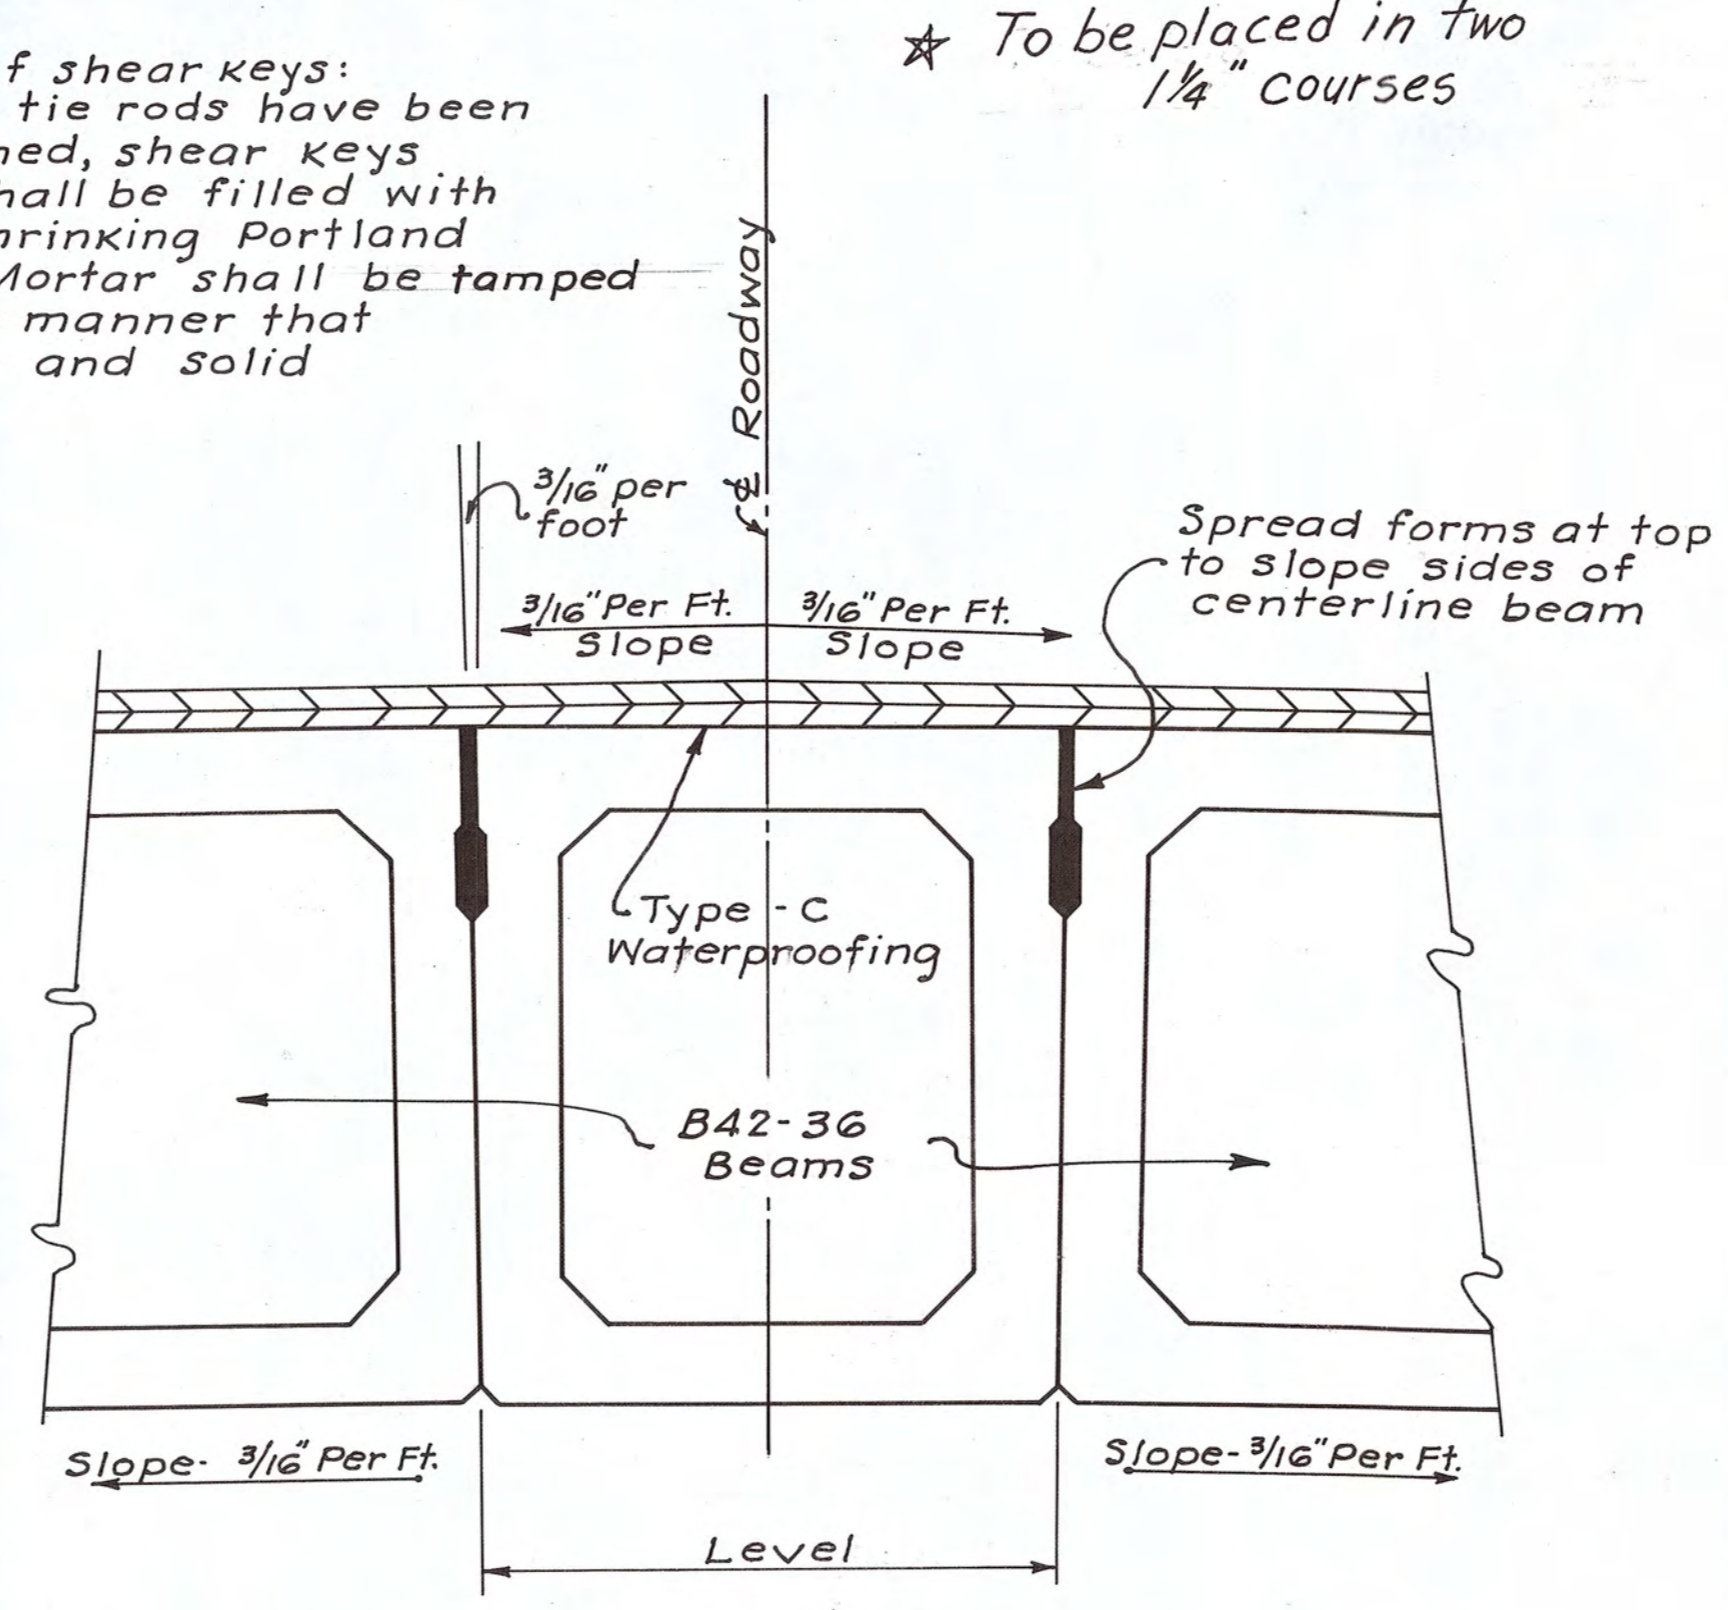 f shear keys:
tie rods have been
ned, shear keys
hall be filled with
hrinking Portland
Mortar shall be tamped
manner that
and solid
☆ To be placed in two
1¼" courses
℄ Roadway
3/16" per
foot
3/16" Per Ft.
Slope
3/16" Per Ft.
Slope
Spread forms at top
to slope sides of
centerline beam
Type-C
Waterproofing
B42-36
Beams
Slope- 3/16" Per Ft.
Slope-3/16" Per Ft.
Level